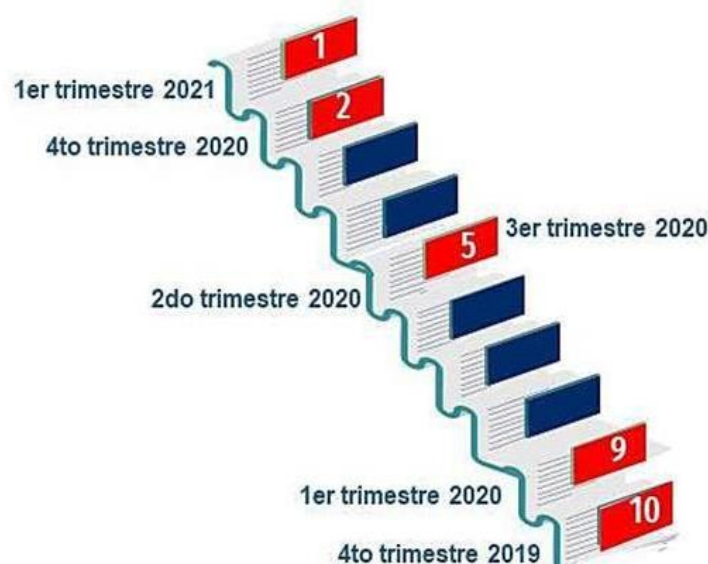 1
1er trimestre 2021
2
4to trimestre 2020
5
3er trimestre 2020
2do trimestre 2020
9
1er trimestre 2020
10
4to trimestre 2019